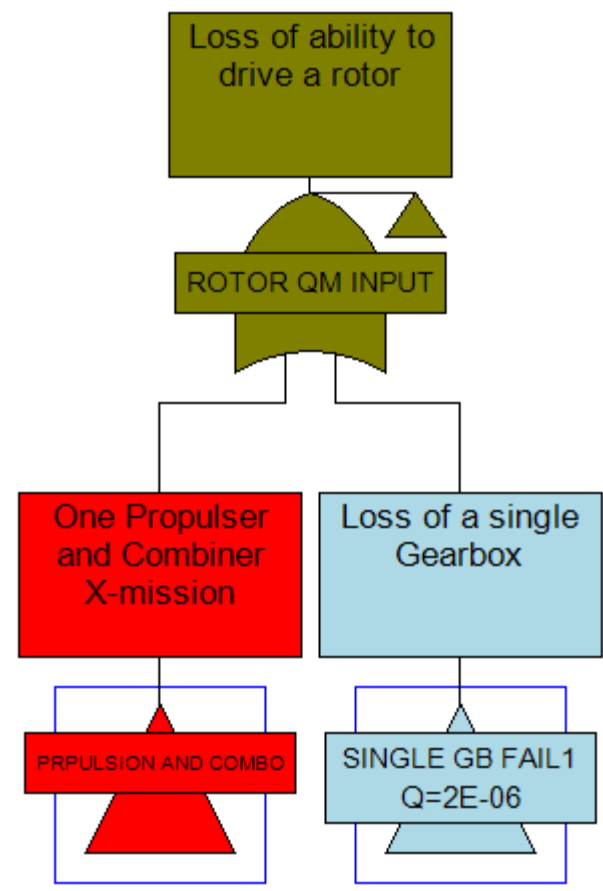 Loss of ability to
drive a rotor
ROTOR QM INPUT
One Propulser
and Combiner
X-mission
Loss of a single
Gearbox
PRPULSION AND COMBO
SINGLE GB FAIL1
Q=2E-06